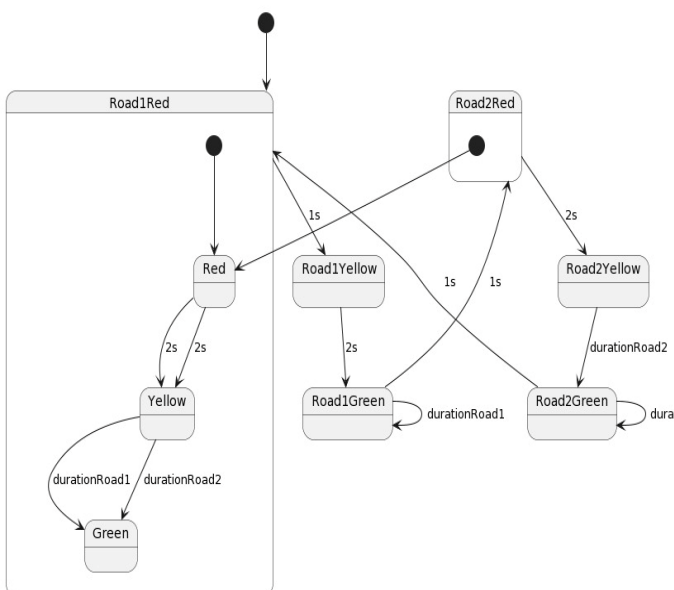 Road1Red
Road2Red
1s
2s
Red
Road1Yellow
1s
1s
Road2Yellow
2s
2s
2s
durationRoad2
Yellow
Road1Green
durationRoad1
Road2Green
dura
durationRoad1
durationRoad2
Green